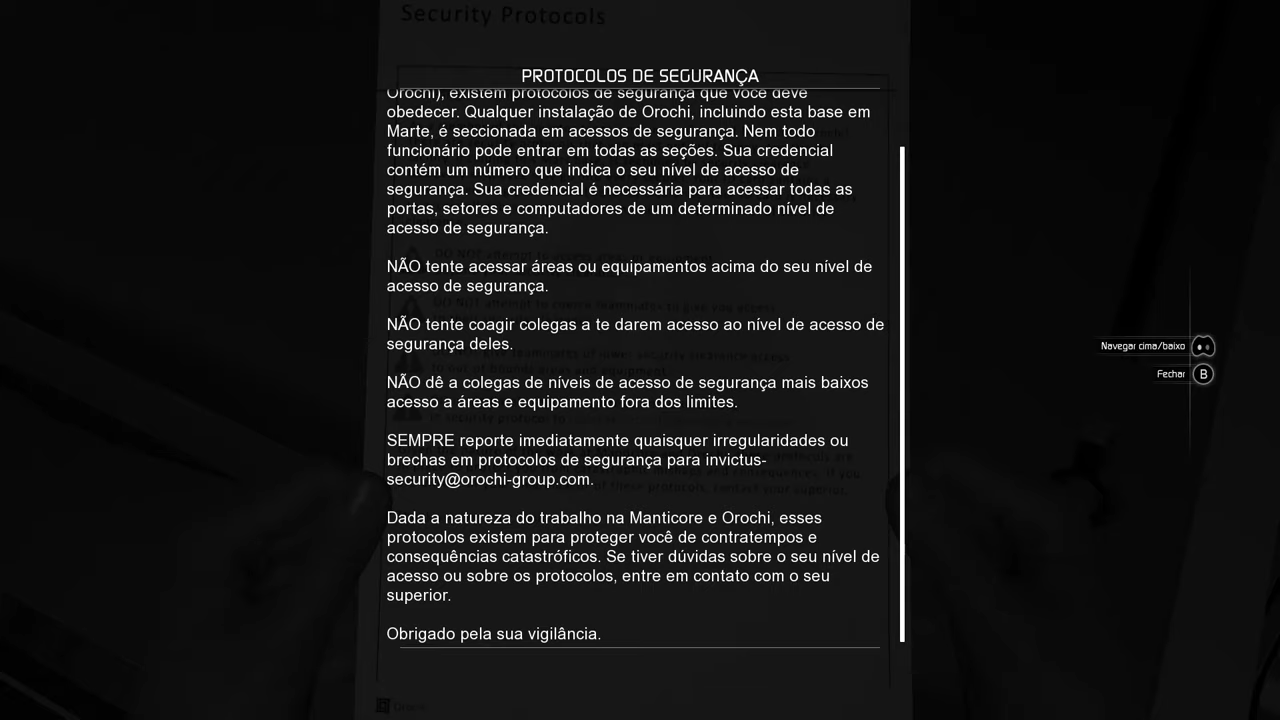 Security Protocols
PROTOCOLOS DE SEGURANÇA
Orochi), existem protocolos de segurança que você deve
obedecer. Qualquer instalação de Orochi, incluindo esta base em
Marte, é seccionada em acessos de segurança. Nem todo
funcionário pode entrar em todas as seções. Sua credencial
contém um número que indica o seu nível de acesso de
segurança. Sua credencial é necessária para acessar todas as
portas, setores e computadores de um determinado nível de
acesso de segurança.
NÃO tente acessar áreas ou equipamentos acima do seu nível de
acesso de segurança.
NÃO tente coagir colegas a te darem acesso ao nível de acesso de
segurança deles.
NÃO dê a colegas de níveis de acesso de segurança mais baixos
acesso a áreas e equipamento fora dos limites.
SEMPRE reporte imediatamente quaisquer irregularidades ou
brechas em protocolos de segurança para invictus-
security@orochi-group.com.
Dada a natureza do trabalho na Manticore e Orochi, esses
protocolos existem para proteger você de contratempos e
consequências catastróficos. Se tiver dúvidas sobre o seu nível de
acesso ou sobre os protocolos, entre em contato com o seu
superior.
Obrigado pela sua vigilância.
Navegar cima/baixo
Fechar B
Orochi